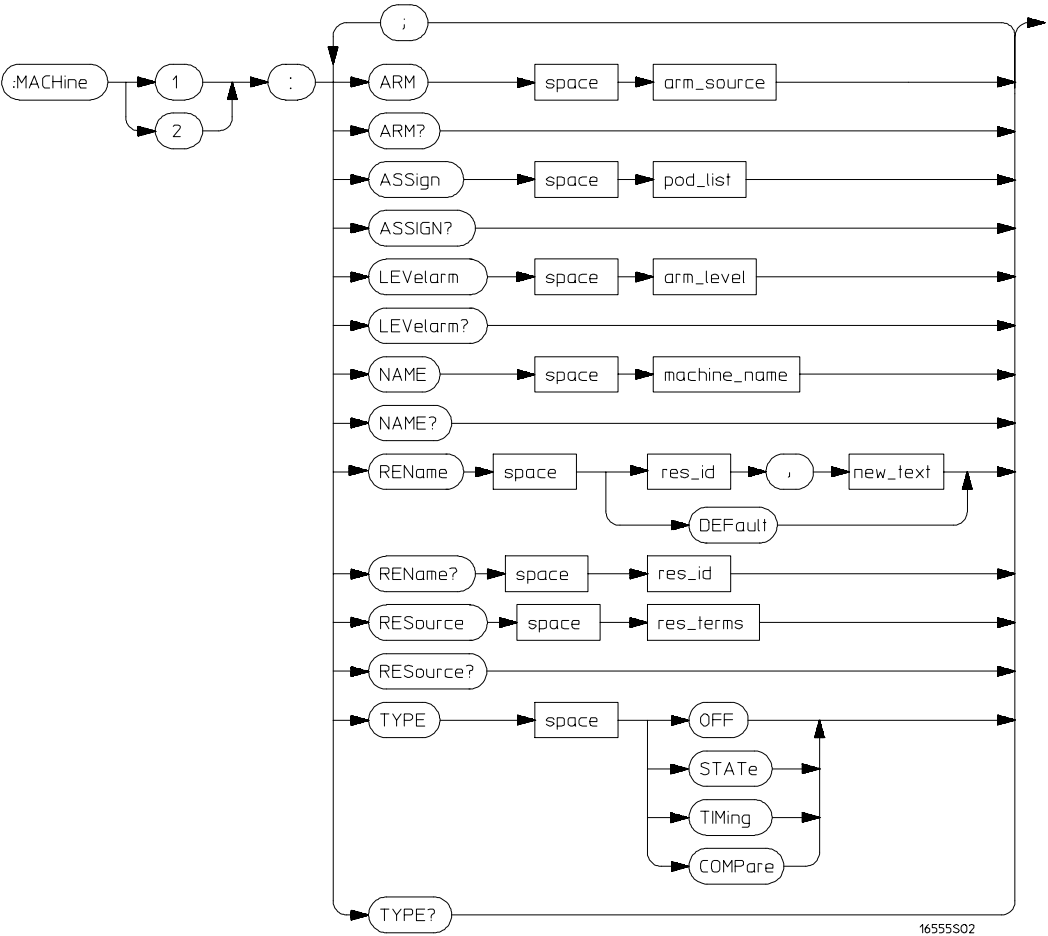 ;
:MACHine 1 : ARM space arm_source
2 ARM?
ASSign space pod_list
ASSIGN?
LEVelarm space arm_level
LEVelarm?
NAME space machine_name
NAME?
REName space res_id , new_text
DEFault
REName? space res_id
RESource space res_terms
RESource?
TYPE space OFF
STATe
TIMing
COMPare
TYPE?
16555S02